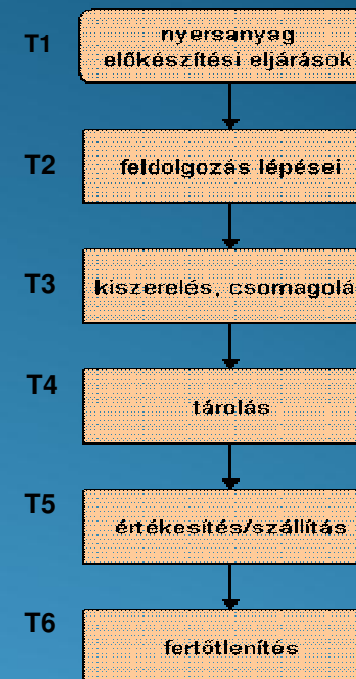 T1
nyersanyag
előkészítési eljárások
T2
feldolgozás lépései
T3
kiszerelés, csomagolá
T4
tárolás
T5
értékesítés/szállítás
T6
fertőtlenítés